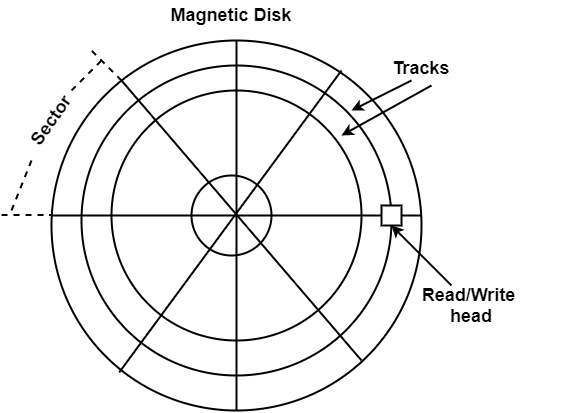 Magnetic Disk
Tracks
Sector
Read/Write
head